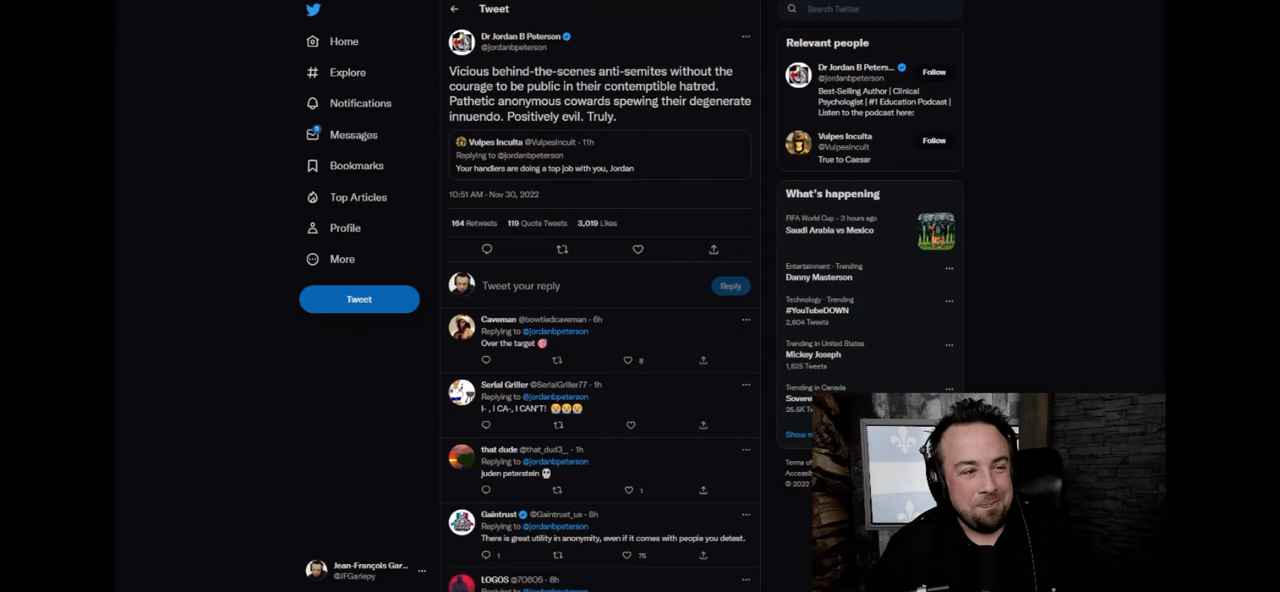 Tweet
Search Twitter
Home
Explore
Notifications
Messages
Bookmarks
Top Articles
Profile
More
Tweet
Jean-François Gar...
@JFGariepy
Dr Jordan B Peterson
@jordanbpeterson
Vicious behind-the-scenes anti-semites without the
courage to be public in their contemptible hatred.
Pathetic anonymous cowards spewing their degenerate
innuendo. Positively evil. Truly.
Vulpes Inculta @VulpesIncult · 11h
Replying to @jordanbpeterson
Your handlers are doing a top job with you, Jordan
10:51 AM · Nov 30, 2022
164 Retweets 119 Quote Tweets 3,019 Likes
Tweet your reply
Reply
Caveman @bowtiedcaveman · 6h
Replying to @jordanbpeterson
Over the target
8
Serial Griller @SerialGriller77 · 1h
Replying to @jordanbpeterson
I- , I CA-, I CAN'T!
that dude @that_dud3_ · 1h
Replying to @jordanbpeterson
juden peterstein
1
Gaintrust @Gaintrust_us · 8h
Replying to @jordanbpeterson
There is great utility in anonymity, even if it comes with people you detest.
1 75
LOGOS @70606 · 8h
Replying to @jordanbpeterson
Relevant people
Dr Jordan B Peters...
@jordanbpeterson
Follow
Best-Selling Author | Clinical
Psychologist | #1 Education Podcast |
Listen to the podcast here:
Vulpes Inculta
@VulpesIncult
Follow
True to Caesar
What's happening
FIFA World Cup · 3 hours ago
Saudi Arabia vs Mexico
Entertainment · Trending
Danny Masterson
Technology · Trending
#YouTubeDOWN
2,604 Tweets
Trending in United States
Mickey Joseph
1,625 Tweets
Trending in Canada
Sovere
25.6K T
Show m
Terms of
Accessib
© 2022